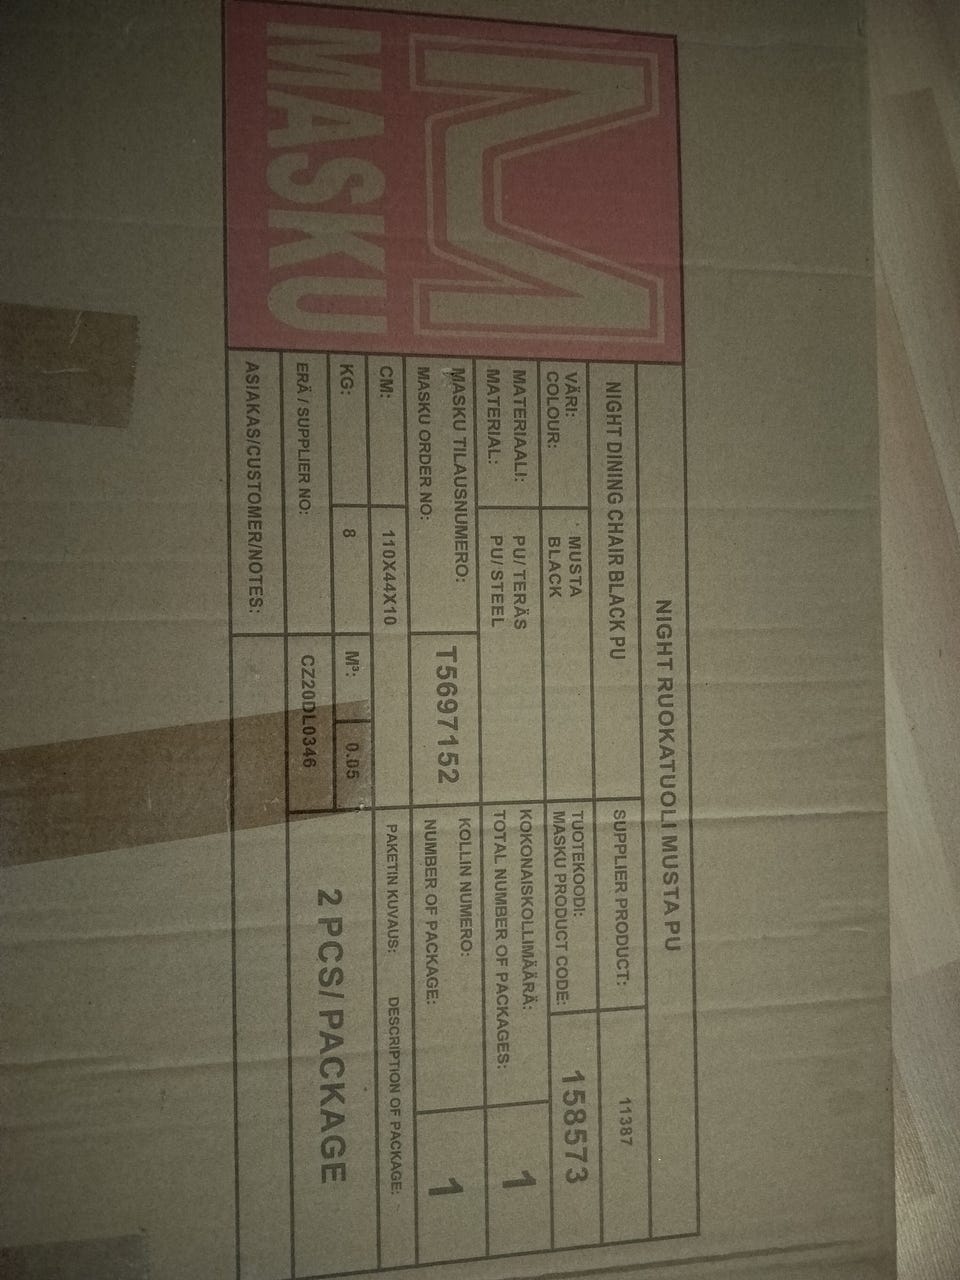 MASKU
NIGHT RUOKATUOLI MUSTA PU
NIGHT DINING CHAIR BLACK PU
SUPPLIER PRODUCT:
11387
VÄRI:
COLOUR:
MUSTA
BLACK
TUOTEKOODI:
MASKU PRODUCT CODE:
158573
MATERIAALI:
MATERIAL:
PU/TERÄS
PU/STEEL
KOKONAISKOLLIMÄÄRÄ:
TOTAL NUMBER OF PACKAGES:
1
MASKU TILAUSNUMERO:
MASKU ORDER NO:
T5697152
KOLLIN NUMERO:
NUMBER OF PACKAGE:
1
CM:
110X44X10
PAKETIN KUVAUS:
DESCRIPTION OF PACKAGE:
KG:
8
M³:
0.05
2 PCS/ PACKAGE
ERÄ / SUPPLIER NO:
CZ20DL0346
ASIAKAS/CUSTOMER/NOTES: